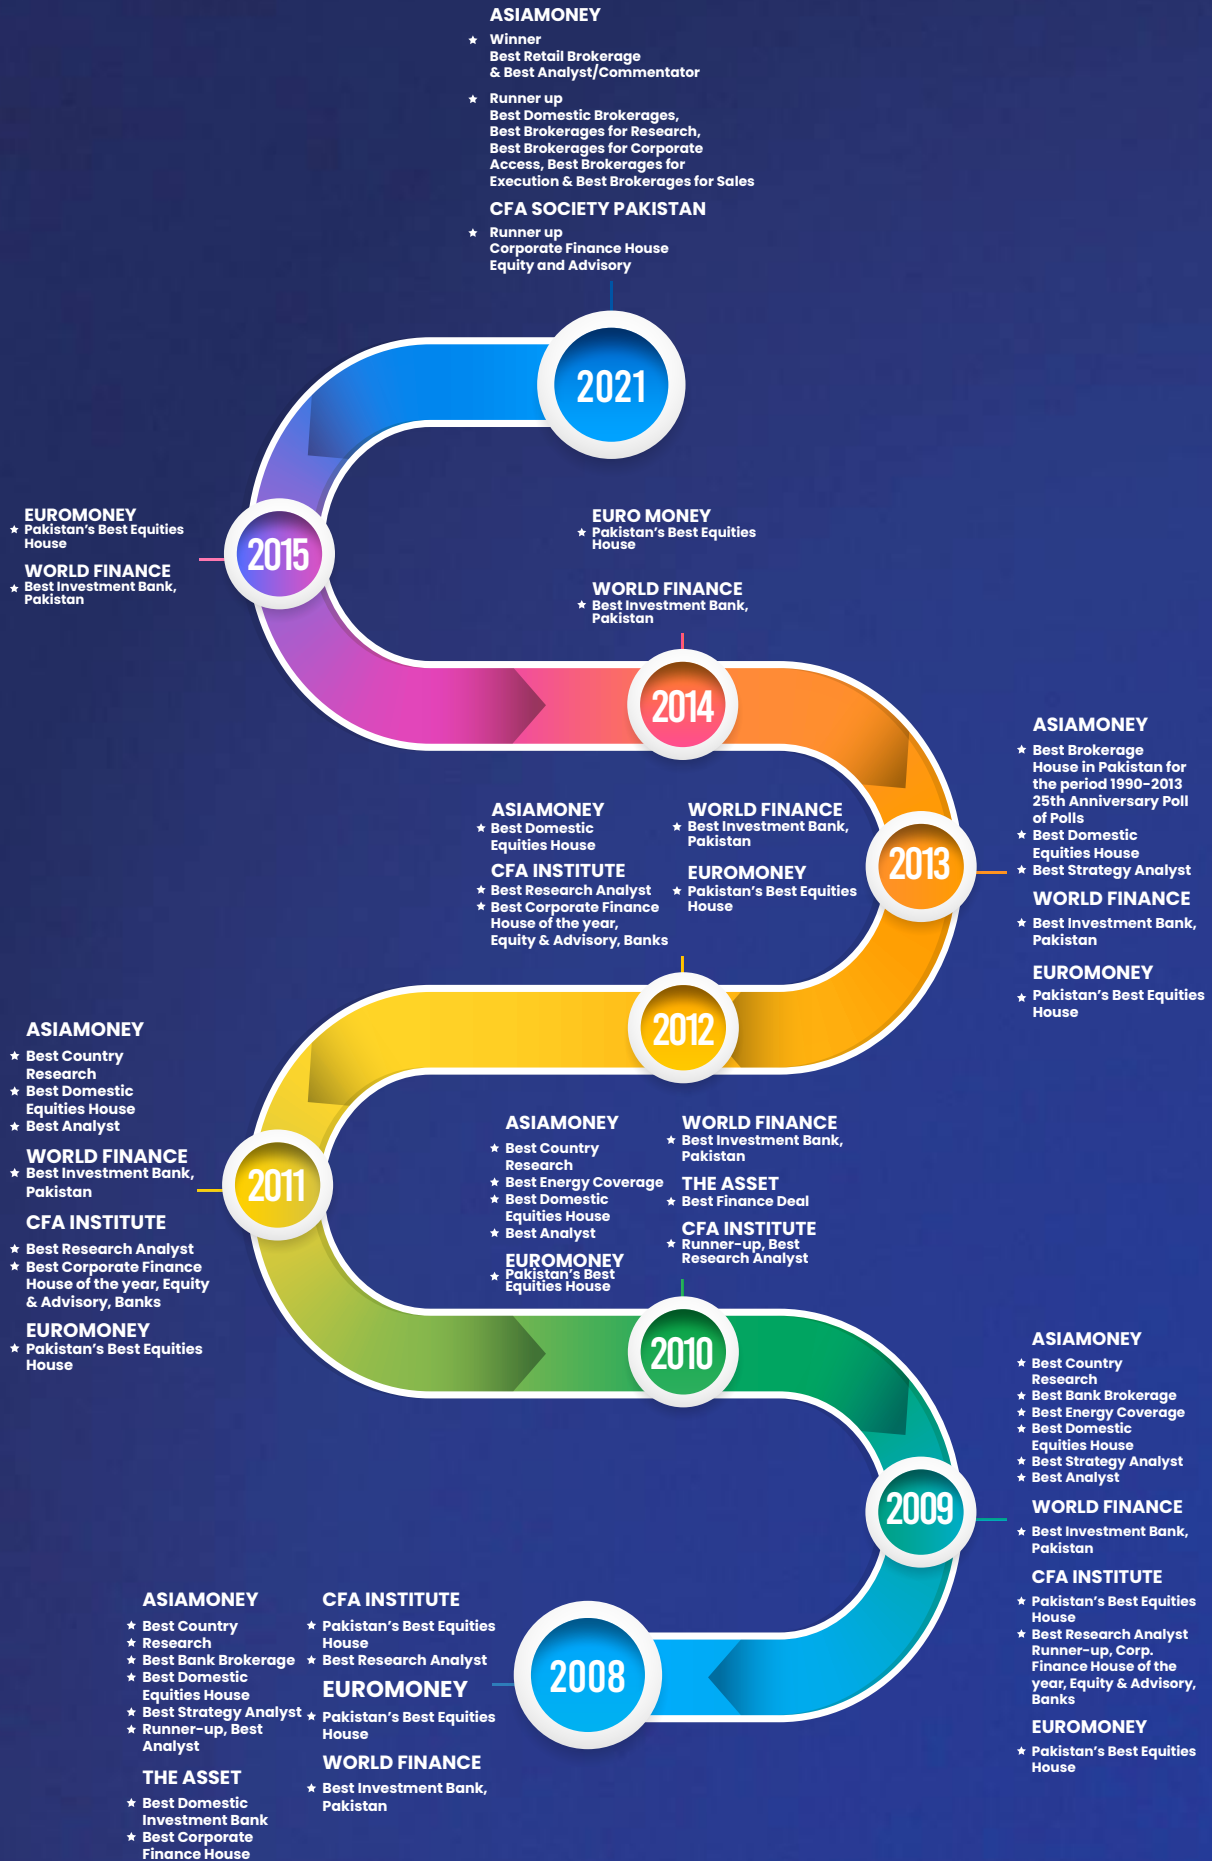 ASIAMONEY
Winner
Best Retail Brokerage
& Best Analyst/Commentator
Runner up
Best Domestic Brokerages,
Best Brokerages for Research,
Best Brokerages for Corporate
Access, Best Brokerages for
Execution & Best Brokerages for Sales
CFA SOCIETY PAKISTAN
Runner up
Corporate Finance House
Equity and Advisory
2021
EUROMONEY
Pakistan's Best Equities
House
WORLD FINANCE
Best Investment Bank,
Pakistan
2015
EURO MONEY
Pakistan's Best Equities
House
WORLD FINANCE
Best Investment Bank,
Pakistan
2014
ASIAMONEY
Best Brokerage
House in Pakistan for
the period 1990-2013
25th Anniversary Poll
of Polls
Best Domestic
Equities House
Best Strategy Analyst
WORLD FINANCE
Best Investment Bank,
Pakistan
EUROMONEY
Pakistan's Best Equities
House
2013
ASIAMONEY
Best Domestic
Equities House
CFA INSTITUTE
Best Research Analyst
Best Corporate Finance
House of the year,
Equity & Advisory, Banks
WORLD FINANCE
Best Investment Bank,
Pakistan
EUROMONEY
Pakistan's Best Equities
House
2012
ASIAMONEY
Best Country
Research
Best Domestic
Equities House
Best Analyst
WORLD FINANCE
Best Investment Bank,
Pakistan
CFA INSTITUTE
Best Research Analyst
Best Corporate Finance
House of the year, Equity
& Advisory, Banks
EUROMONEY
Pakistan's Best Equities
House
2011
ASIAMONEY
Best Country
Research
Best Energy Coverage
Best Domestic
Equities House
Best Analyst
EUROMONEY
Pakistan's Best
Equities House
WORLD FINANCE
Best Investment Bank,
Pakistan
THE ASSET
Best Finance Deal
CFA INSTITUTE
Runner-up, Best
Research Analyst
2010
ASIAMONEY
Best Country
Research
Best Bank Brokerage
Best Energy Coverage
Best Domestic
Equities House
Best Strategy Analyst
Best Analyst
WORLD FINANCE
Best Investment Bank,
Pakistan
CFA INSTITUTE
Pakistan's Best Equities
House
Best Research Analyst
Runner-up, Corp.
Finance House of the
year, Equity & Advisory,
Banks
EUROMONEY
Pakistan's Best Equities
House
2009
ASIAMONEY
Best Country
Research
Best Bank Brokerage
Best Domestic
Equities House
Best Strategy Analyst
Runner-up, Best
Analyst
THE ASSET
Best Domestic
Investment Bank
Best Corporate
Finance House
CFA INSTITUTE
Pakistan's Best Equities
House
Best Research Analyst
EUROMONEY
Pakistan's Best Equities
House
WORLD FINANCE
Best Investment Bank,
Pakistan
2008